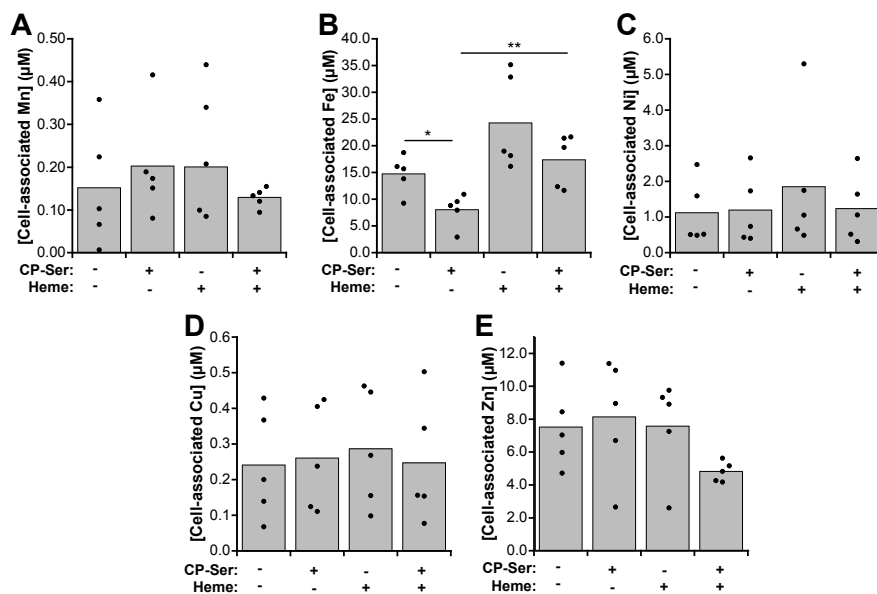 A
[Cell-associated Mn] (μM)
0.50
0.40
0.30
0.20
0.10
0.00
CP-Ser: - + - +
Heme: - - + +
B
[Cell-associated Fe] (μM)
40.0
35.0
30.0
25.0
20.0
15.0
10.0
5.0
0.0
*
**
CP-Ser: - + - +
Heme: - - + +
C
[Cell-associated Ni] (μM)
6.0
5.0
4.0
3.0
2.0
1.0
0.0
CP-Ser: - + - +
Heme: - - + +
D
[Cell-associated Cu] (μM)
0.6
0.5
0.4
0.3
0.2
0.1
0.0
CP-Ser: - + - +
Heme: - - + +
E
[Cell-associated Zn] (μM)
12.0
10.0
8.0
6.0
4.0
2.0
0.0
CP-Ser: - + - +
Heme: - - + +